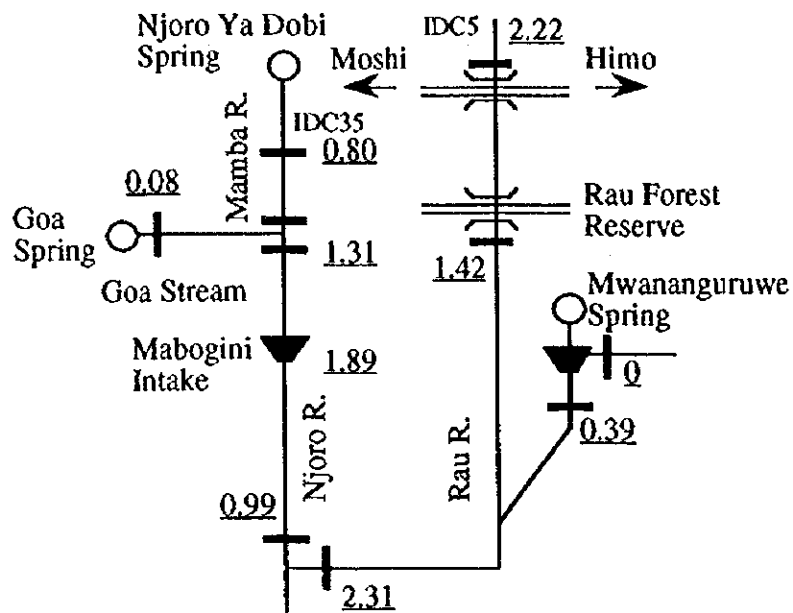 Njoro Ya Dobi
Spring
IDC5
2.22
Moshi
Himo
Mamba R.
IDC35
0.80
0.08
Goa
Spring
Goa Stream
1.31
Rau Forest
Reserve
1.42
Mwananguruwe
Spring
Mabogini
Intake
1.89
0
0.39
Njoro R.
Rau R.
0.99
2.31